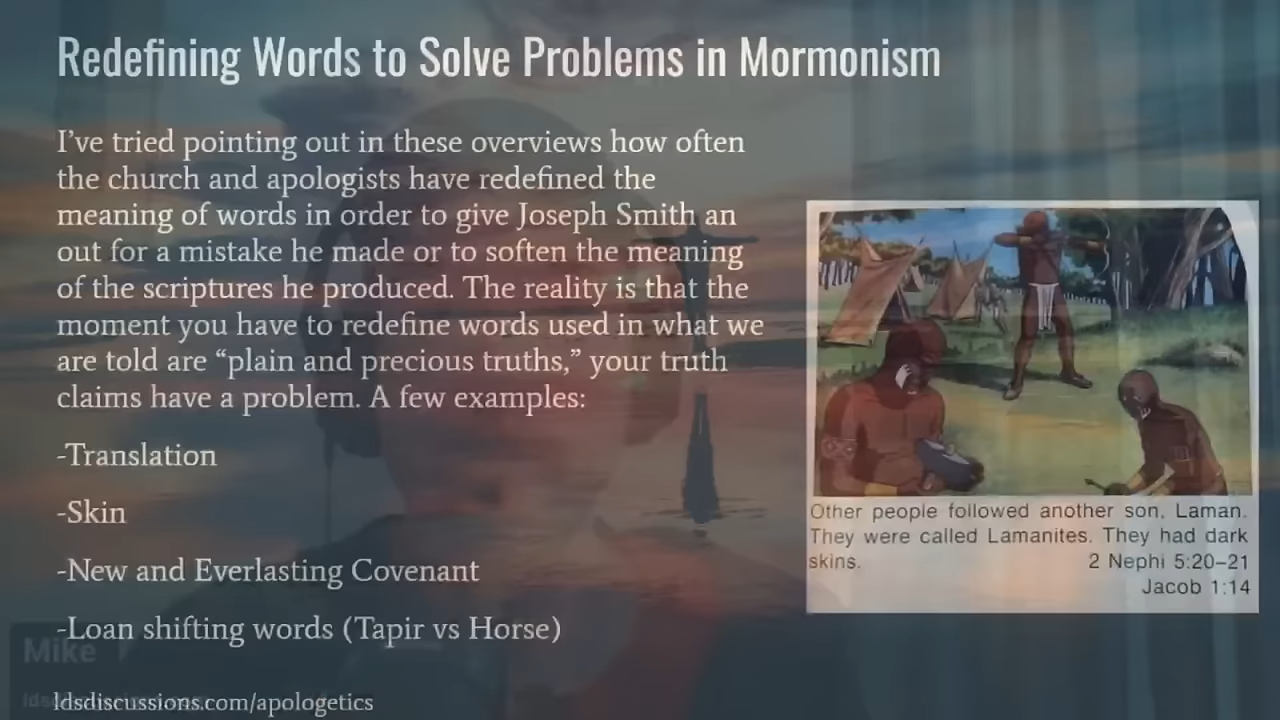 Redefining Words to Solve Problems in Mormonism
I've tried pointing out in these overviews how often
the church and apologists have redefined the
meaning of words in order to give Joseph Smith an
out for a mistake he made or to soften the meaning
of the scriptures he produced. The reality is that the
moment you have to redefine words used in what we
are told are “plain and precious truths,” your truth
claims have a problem. A few examples:
-Translation
-Skin
-New and Everlasting Covenant
-Loan shifting words (Tapir vs Horse)
Mike
ldsdiscussions.com/apologetics
Other people followed another son, Laman.
They were called Lamanites. They had dark
skins. 2 Nephi 5:20–21
Jacob 1:14